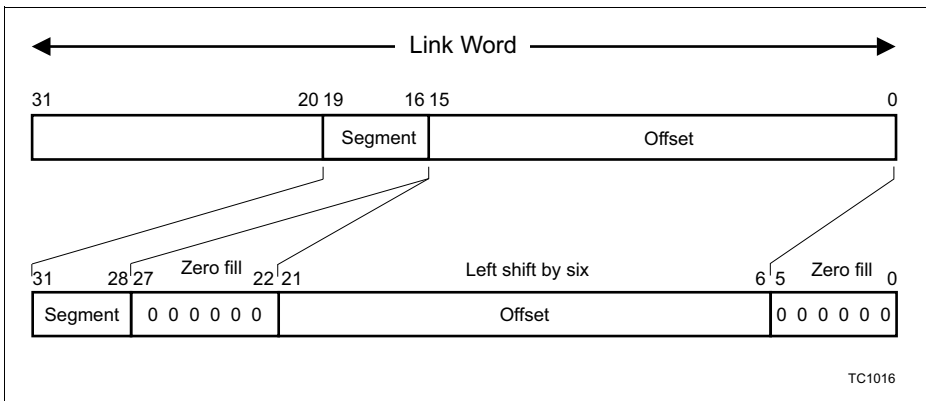 Link Word
31 20 19 16 15 0
Segment Offset
31 28 27 Zero fill 22 21 Left shift by six 6 5 Zero fill 0
Segment 0 0 0 0 0 0 Offset 0 0 0 0 0 0
TC1016